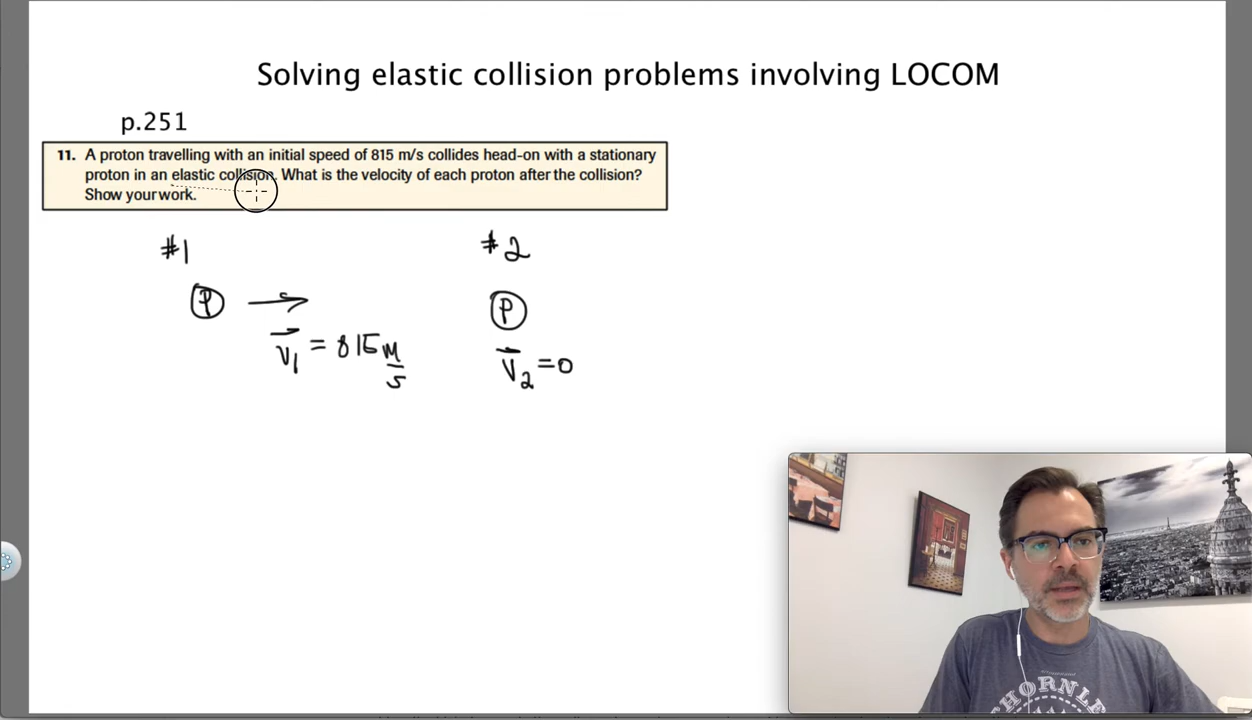 Solving elastic collision problems involving LOCOM
p.251
11. A proton travelling with an initial speed of 815 m/s collides head-on with a stationary
proton in an elastic collision. What is the velocity of each proton after the collision?
Show your work.
#1 #2
P P
V₁ = 815 m/s V₂ = 0
THORNL